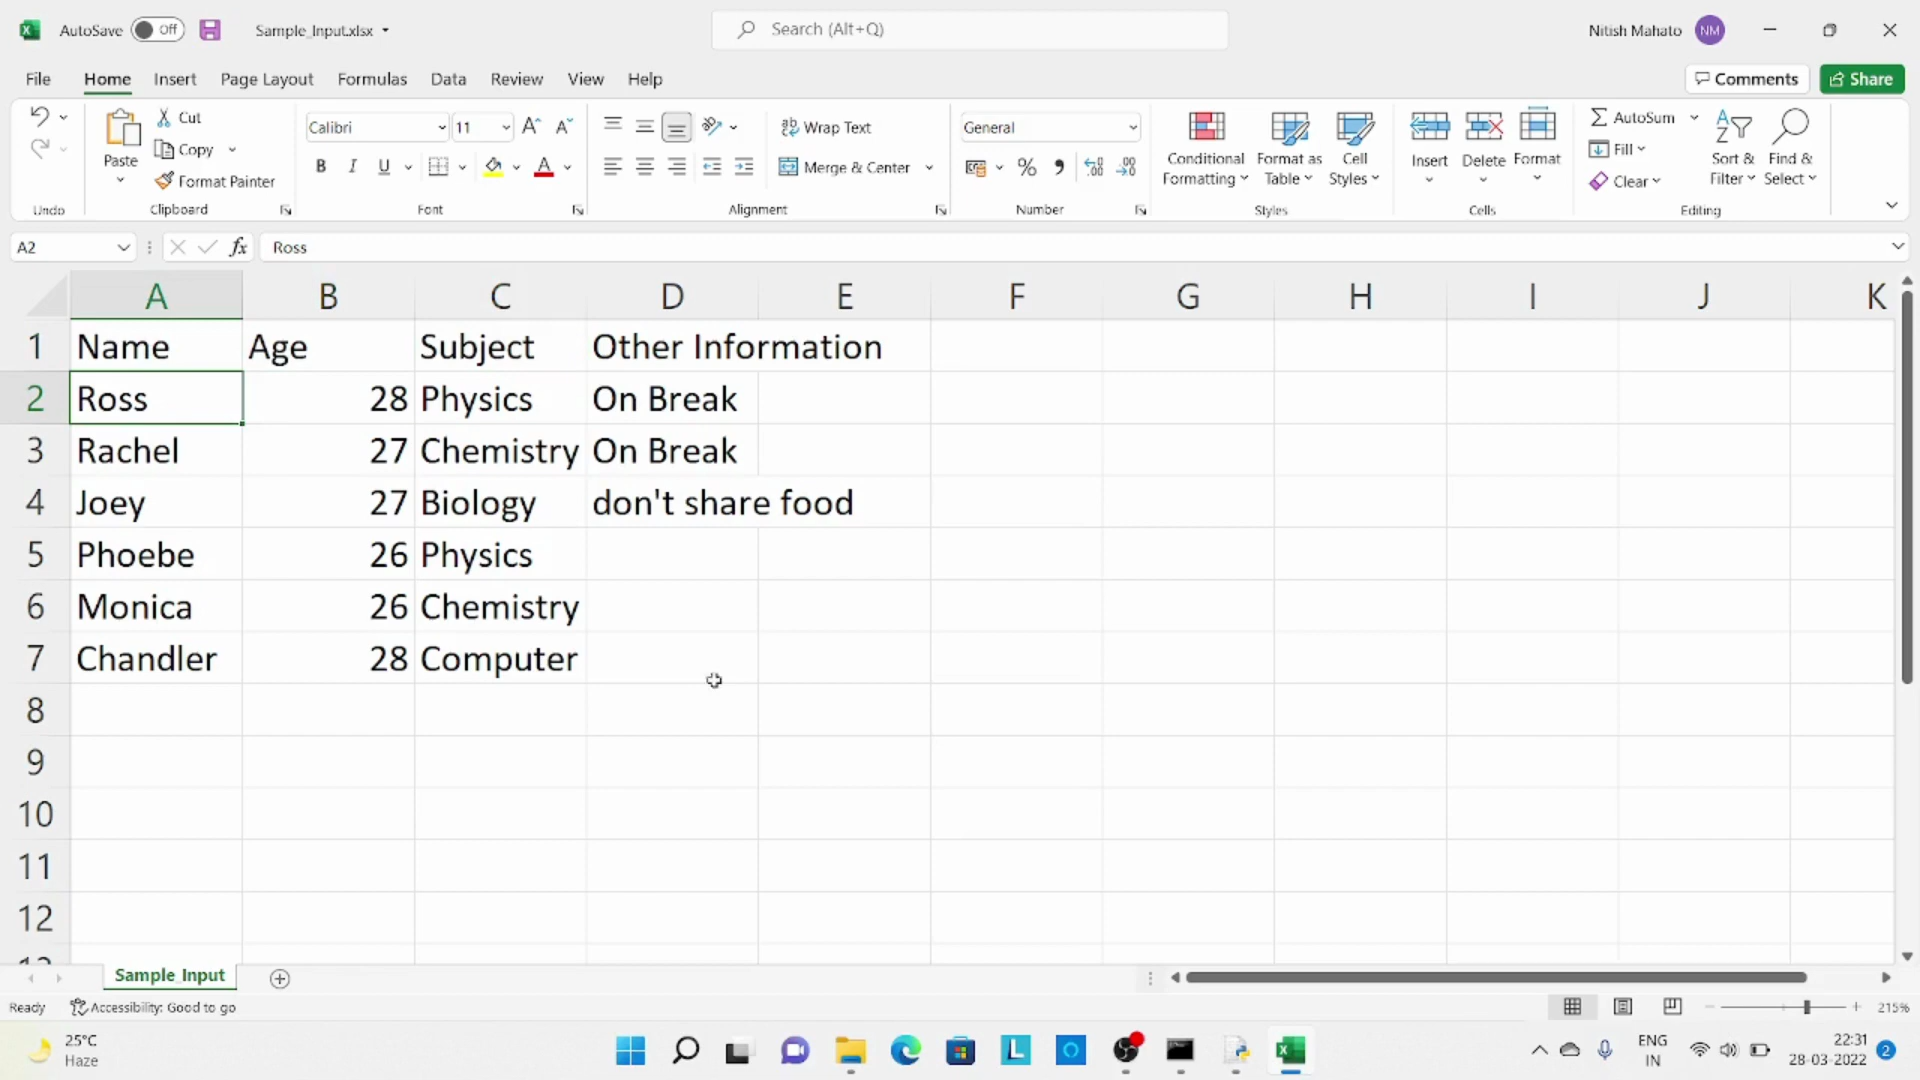 AutoSave Off Sample_Input.xlsx Search (Alt+Q) Nitish Mahato NM
File Home Insert Page Layout Formulas Data Review View Help Comments Share
Paste Cut Copy Format Painter
Calibri 11
B I U A
Wrap Text
Merge & Center
General
% ,
Conditional Formatting
Format as Table
Cell Styles
Insert Delete Format
AutoSum
Fill
Clear
Sort & Filter
Find & Select
Undo Clipboard Font Alignment Number Styles Cells Editing
A2 fx Ross
A B C D E F G H I J K
1 Name Age Subject Other Information
2 Ross 28 Physics On Break
3 Rachel 27 Chemistry On Break
4 Joey 27 Biology don't share food
5 Phoebe 26 Physics
6 Monica 26 Chemistry
7 Chandler 28 Computer
8
9
10
11
12
Sample_Input
Ready Accessibility: Good to go 215%
25°C
Haze
ENG
IN
22:31
28-03-2022
2